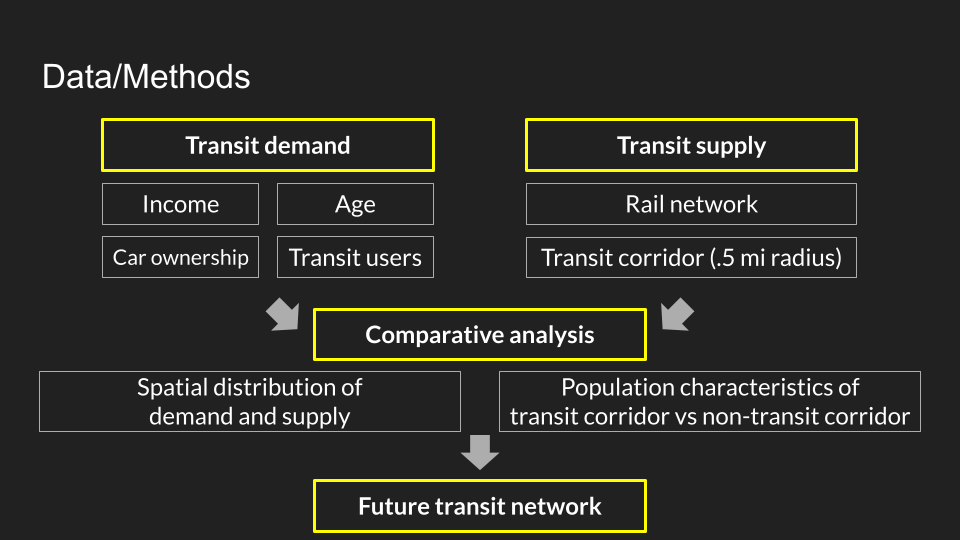 Data/Methods
Transit demand
Transit supply
Income
Age
Rail network
Car ownership
Transit users
Transit corridor (.5 mi radius)
Comparative analysis
Spatial distribution of
demand and supply
Population characteristics of
transit corridor vs non-transit corridor
Future transit network